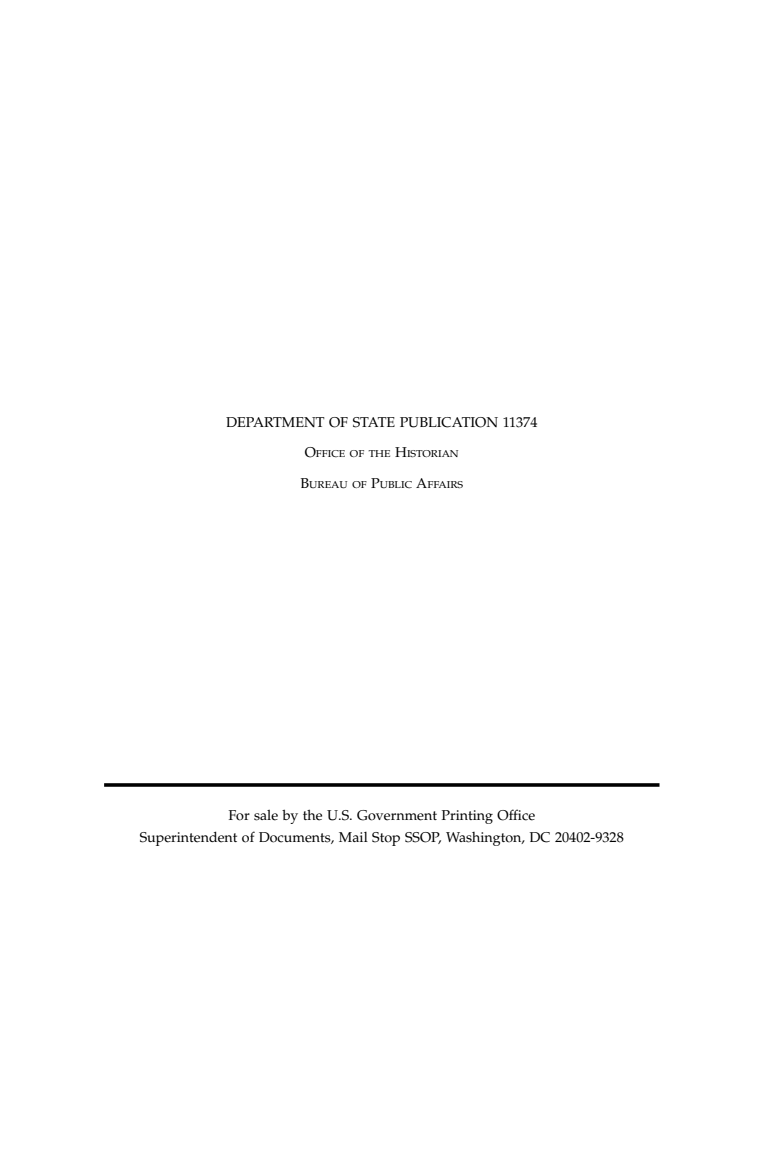 DEPARTMENT OF STATE PUBLICATION 11374
Office of the Historian
Bureau of Public Affairs
For sale by the U.S. Government Printing Office
Superintendent of Documents, Mail Stop SSOP, Washington, DC 20402-9328